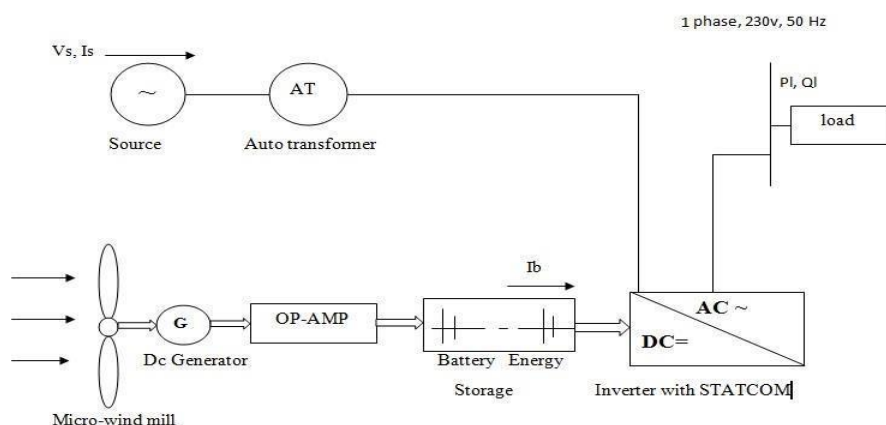 1 phase, 230v, 50 Hz
Vs, Is
~
AT
Source
Auto transformer
Pl, Ql
load
Ib
G
OP-AMP
Dc Generator
Battery Energy
Storage
AC ~
DC=
Inverter with STATCOM
Micro-wind mill